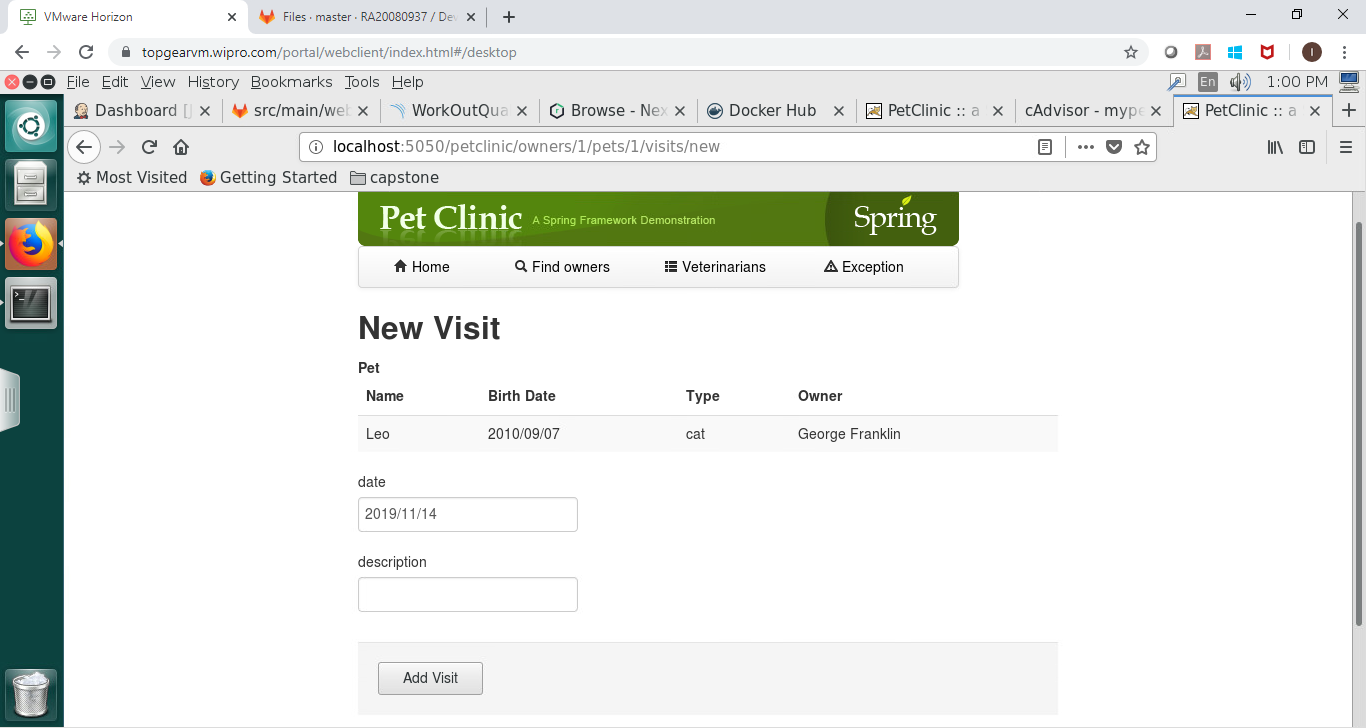 VMware Horizon
Files · master · RA20080937 / De
topgearvm.wipro.com/portal/webclient/index.html#/desktop
I
File Edit View History Bookmarks Tools Help
En
1:00 PM
Dashboard [J
src/main/web
WorkOutQua
Browse - Nex
Docker Hub
PetClinic :: a
cAdvisor - mype
PetClinic :: a
localhost:5050/petclinic/owners/1/pets/1/visits/new
Most Visited Getting Started capstone
Pet Clinic A Spring Framework Demonstration Spring
Home Find owners Veterinarians Exception
New Visit
Pet
Name Birth Date Type Owner
Leo 2010/09/07 cat George Franklin
date
2019/11/14
description
Add Visit